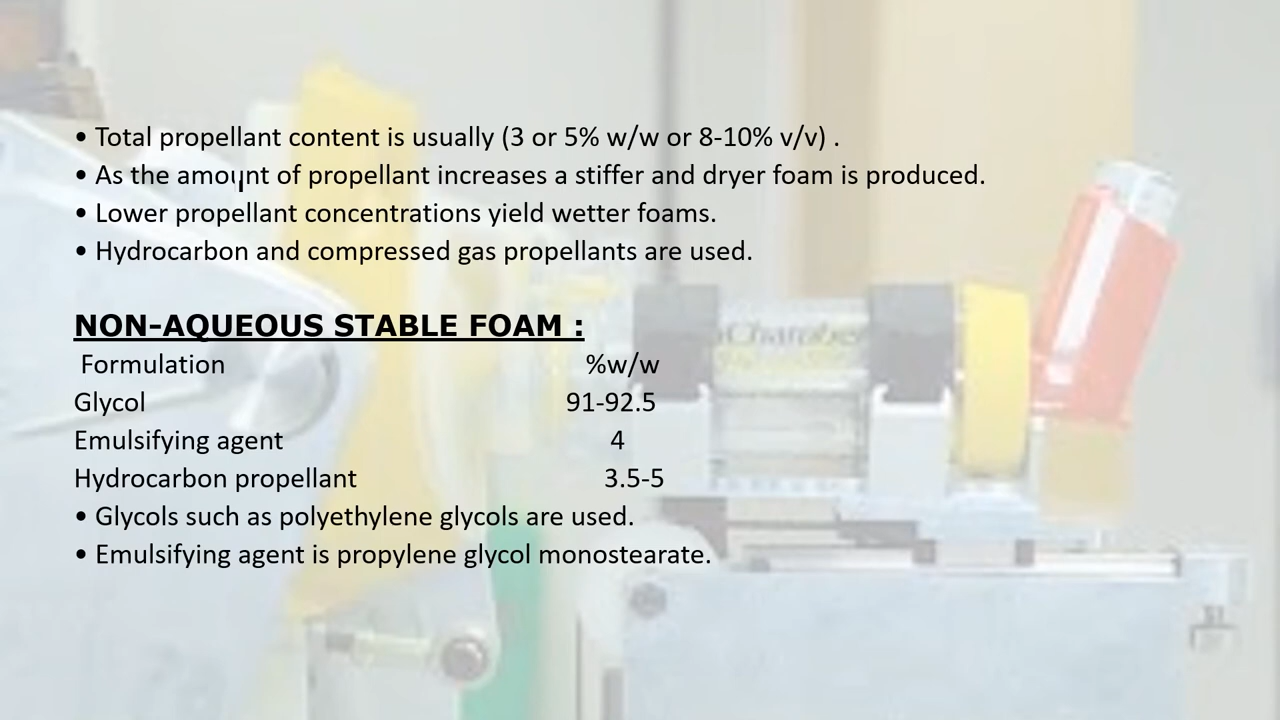 • Total propellant content is usually (3 or 5% w/w or 8-10% v/v) .
• As the amount of propellant increases a stiffer and dryer foam is produced.
• Lower propellant concentrations yield wetter foams.
• Hydrocarbon and compressed gas propellants are used.
NON-AQUEOUS STABLE FOAM :
Formulation %w/w
Glycol 91-92.5
Emulsifying agent 4
Hydrocarbon propellant 3.5-5
• Glycols such as polyethylene glycols are used.
• Emulsifying agent is propylene glycol monostearate.
Chamber